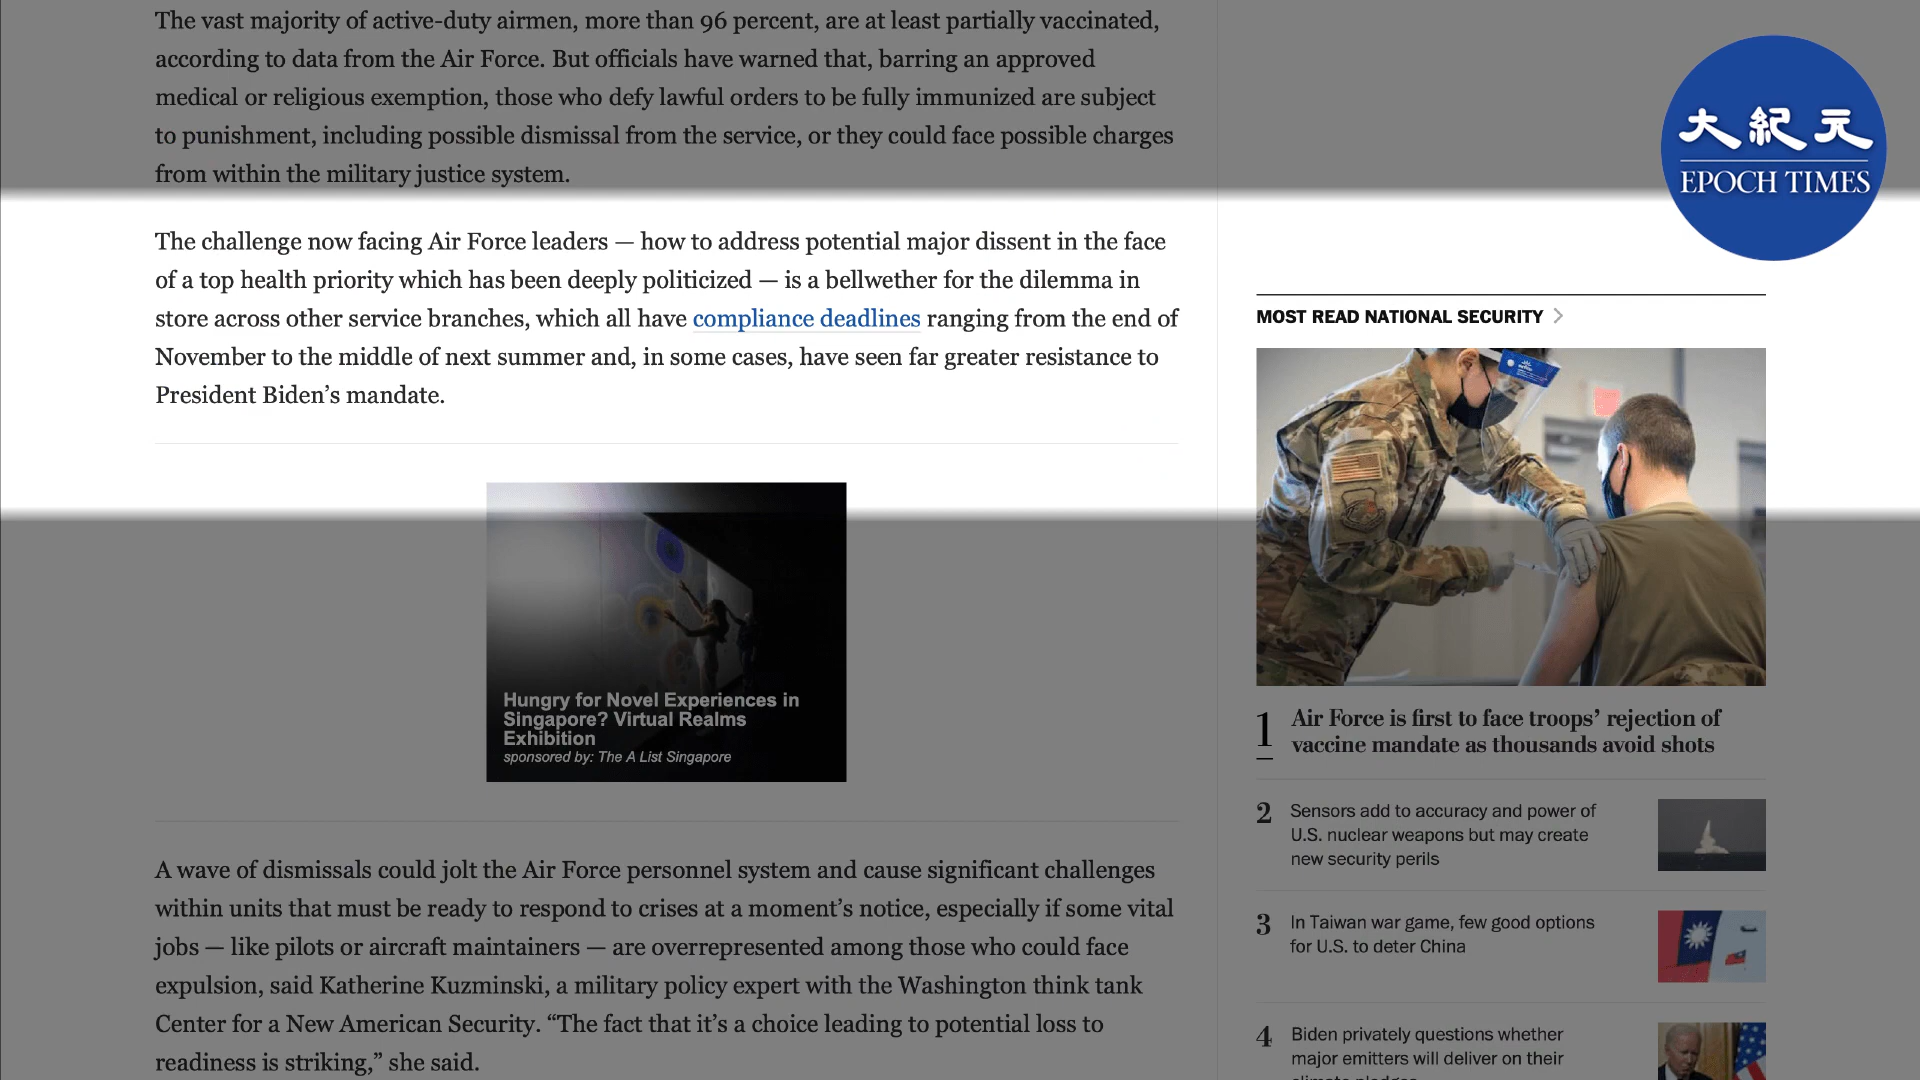 The vast majority of active-duty airmen, more than 96 percent, are at least partially vaccinated,
according to data from the Air Force. But officials have warned that, barring an approved
medical or religious exemption, those who defy lawful orders to be fully immunized are subject
to punishment, including possible dismissal from the service, or they could face possible charges
from within the military justice system.
大紀元
EPOCH TIMES
The challenge now facing Air Force leaders — how to address potential major dissent in the face
of a top health priority which has been deeply politicized — is a bellwether for the dilemma in
store across other service branches, which all have compliance deadlines ranging from the end of
November to the middle of next summer and, in some cases, have seen far greater resistance to
President Biden’s mandate.
Hungry for Novel Experiences in
Singapore? Virtual Realms
Exhibition
sponsored by: The A List Singapore
A wave of dismissals could jolt the Air Force personnel system and cause significant challenges
within units that must be ready to respond to crises at a moment’s notice, especially if some vital
jobs — like pilots or aircraft maintainers — are overrepresented among those who could face
expulsion, said Katherine Kuzminski, a military policy expert with the Washington think tank
Center for a New American Security. “The fact that it’s a choice leading to potential loss to
readiness is striking,” she said.
MOST READ NATIONAL SECURITY
1 Air Force is first to face troops’ rejection of
vaccine mandate as thousands avoid shots
2 Sensors add to accuracy and power of
U.S. nuclear weapons but may create
new security perils
3 In Taiwan war game, few good options
for U.S. to deter China
4 Biden privately questions whether
major emitters will deliver on their